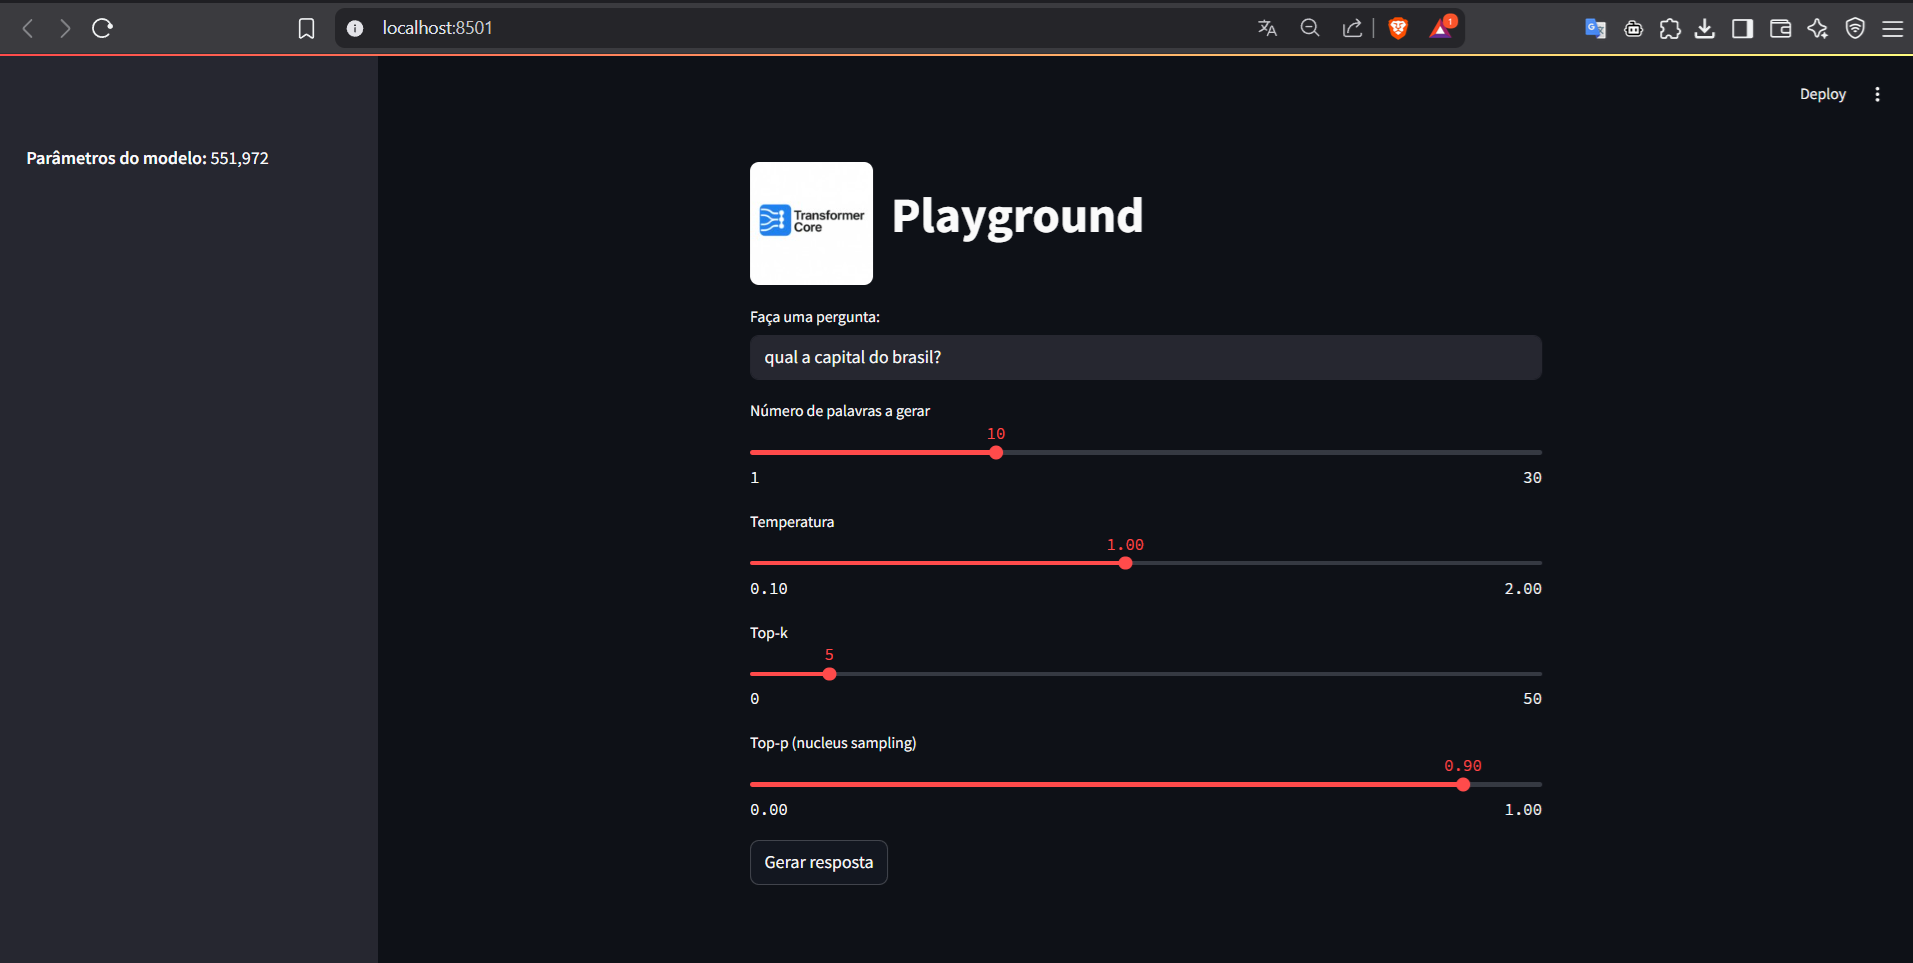 localhost:8501
1
Deploy
Parâmetros do modelo: 551,972
Transformer
Core
Playground
Faça uma pergunta:
qual a capital do brasil?
Número de palavras a gerar
10
1
30
Temperatura
1.00
0.10
2.00
Top-k
5
0
50
Top-p (nucleus sampling)
0.90
0.00
1.00
Gerar resposta